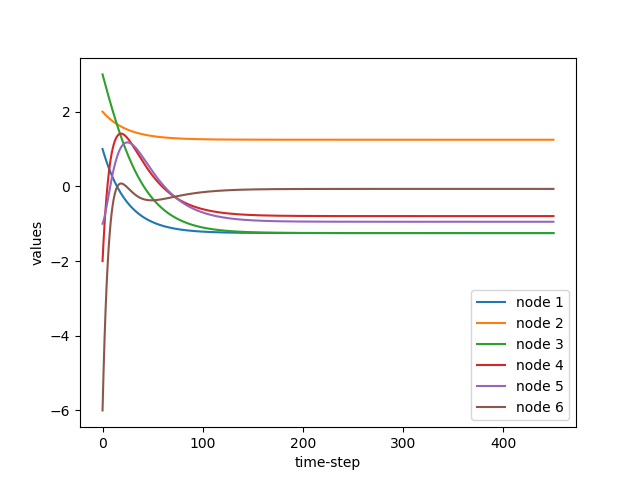 values
2
0
−2
−4
−6
0
100
200
300
400
time-step
node 1
node 2
node 3
node 4
node 5
node 6